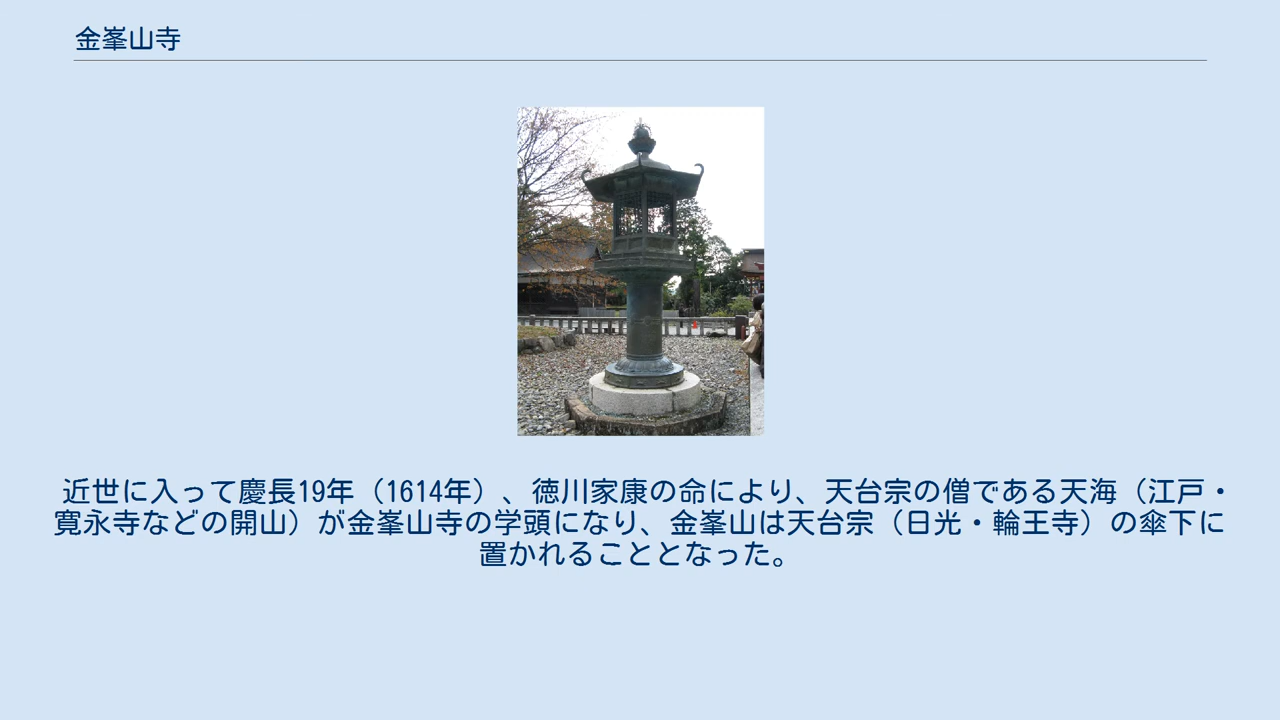 金峯山寺
近世に入って慶長19年（1614年）、徳川家康の命により、天台宗の僧である天海（江戸・
寛永寺などの開山）が金峯山寺の学頭になり、金峯山は天台宗（日光・輪王寺）の傘下に
置かれることとなった。